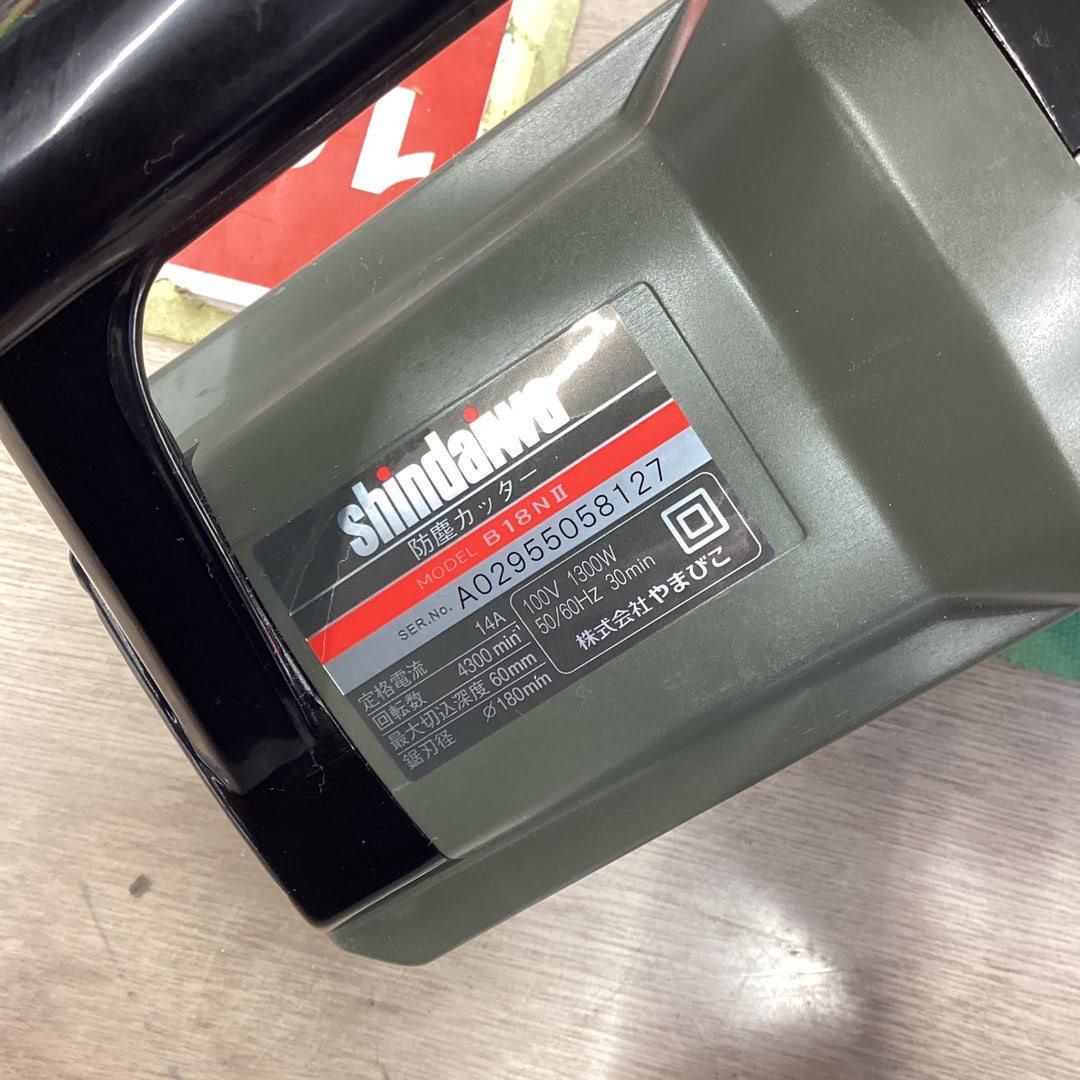 shindaiwa
防塵カッター
MODEL B18NⅡ
SER.No. A02955058127
定格電流 14A
回転数 4300 min⁻¹
最大切込深度 60mm
鋸刃径 ø180mm
100V 1300W
50/60Hz 30min
株式会社やまびこ